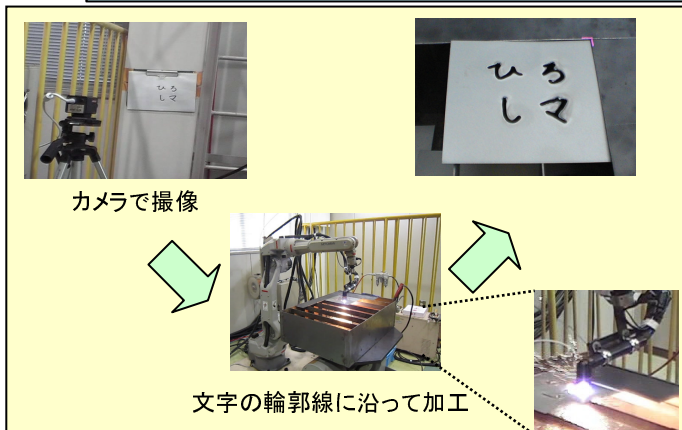 ひろ
しマ
カメラで撮像
ひろ
しマ
文字の輪郭線に沿って加工